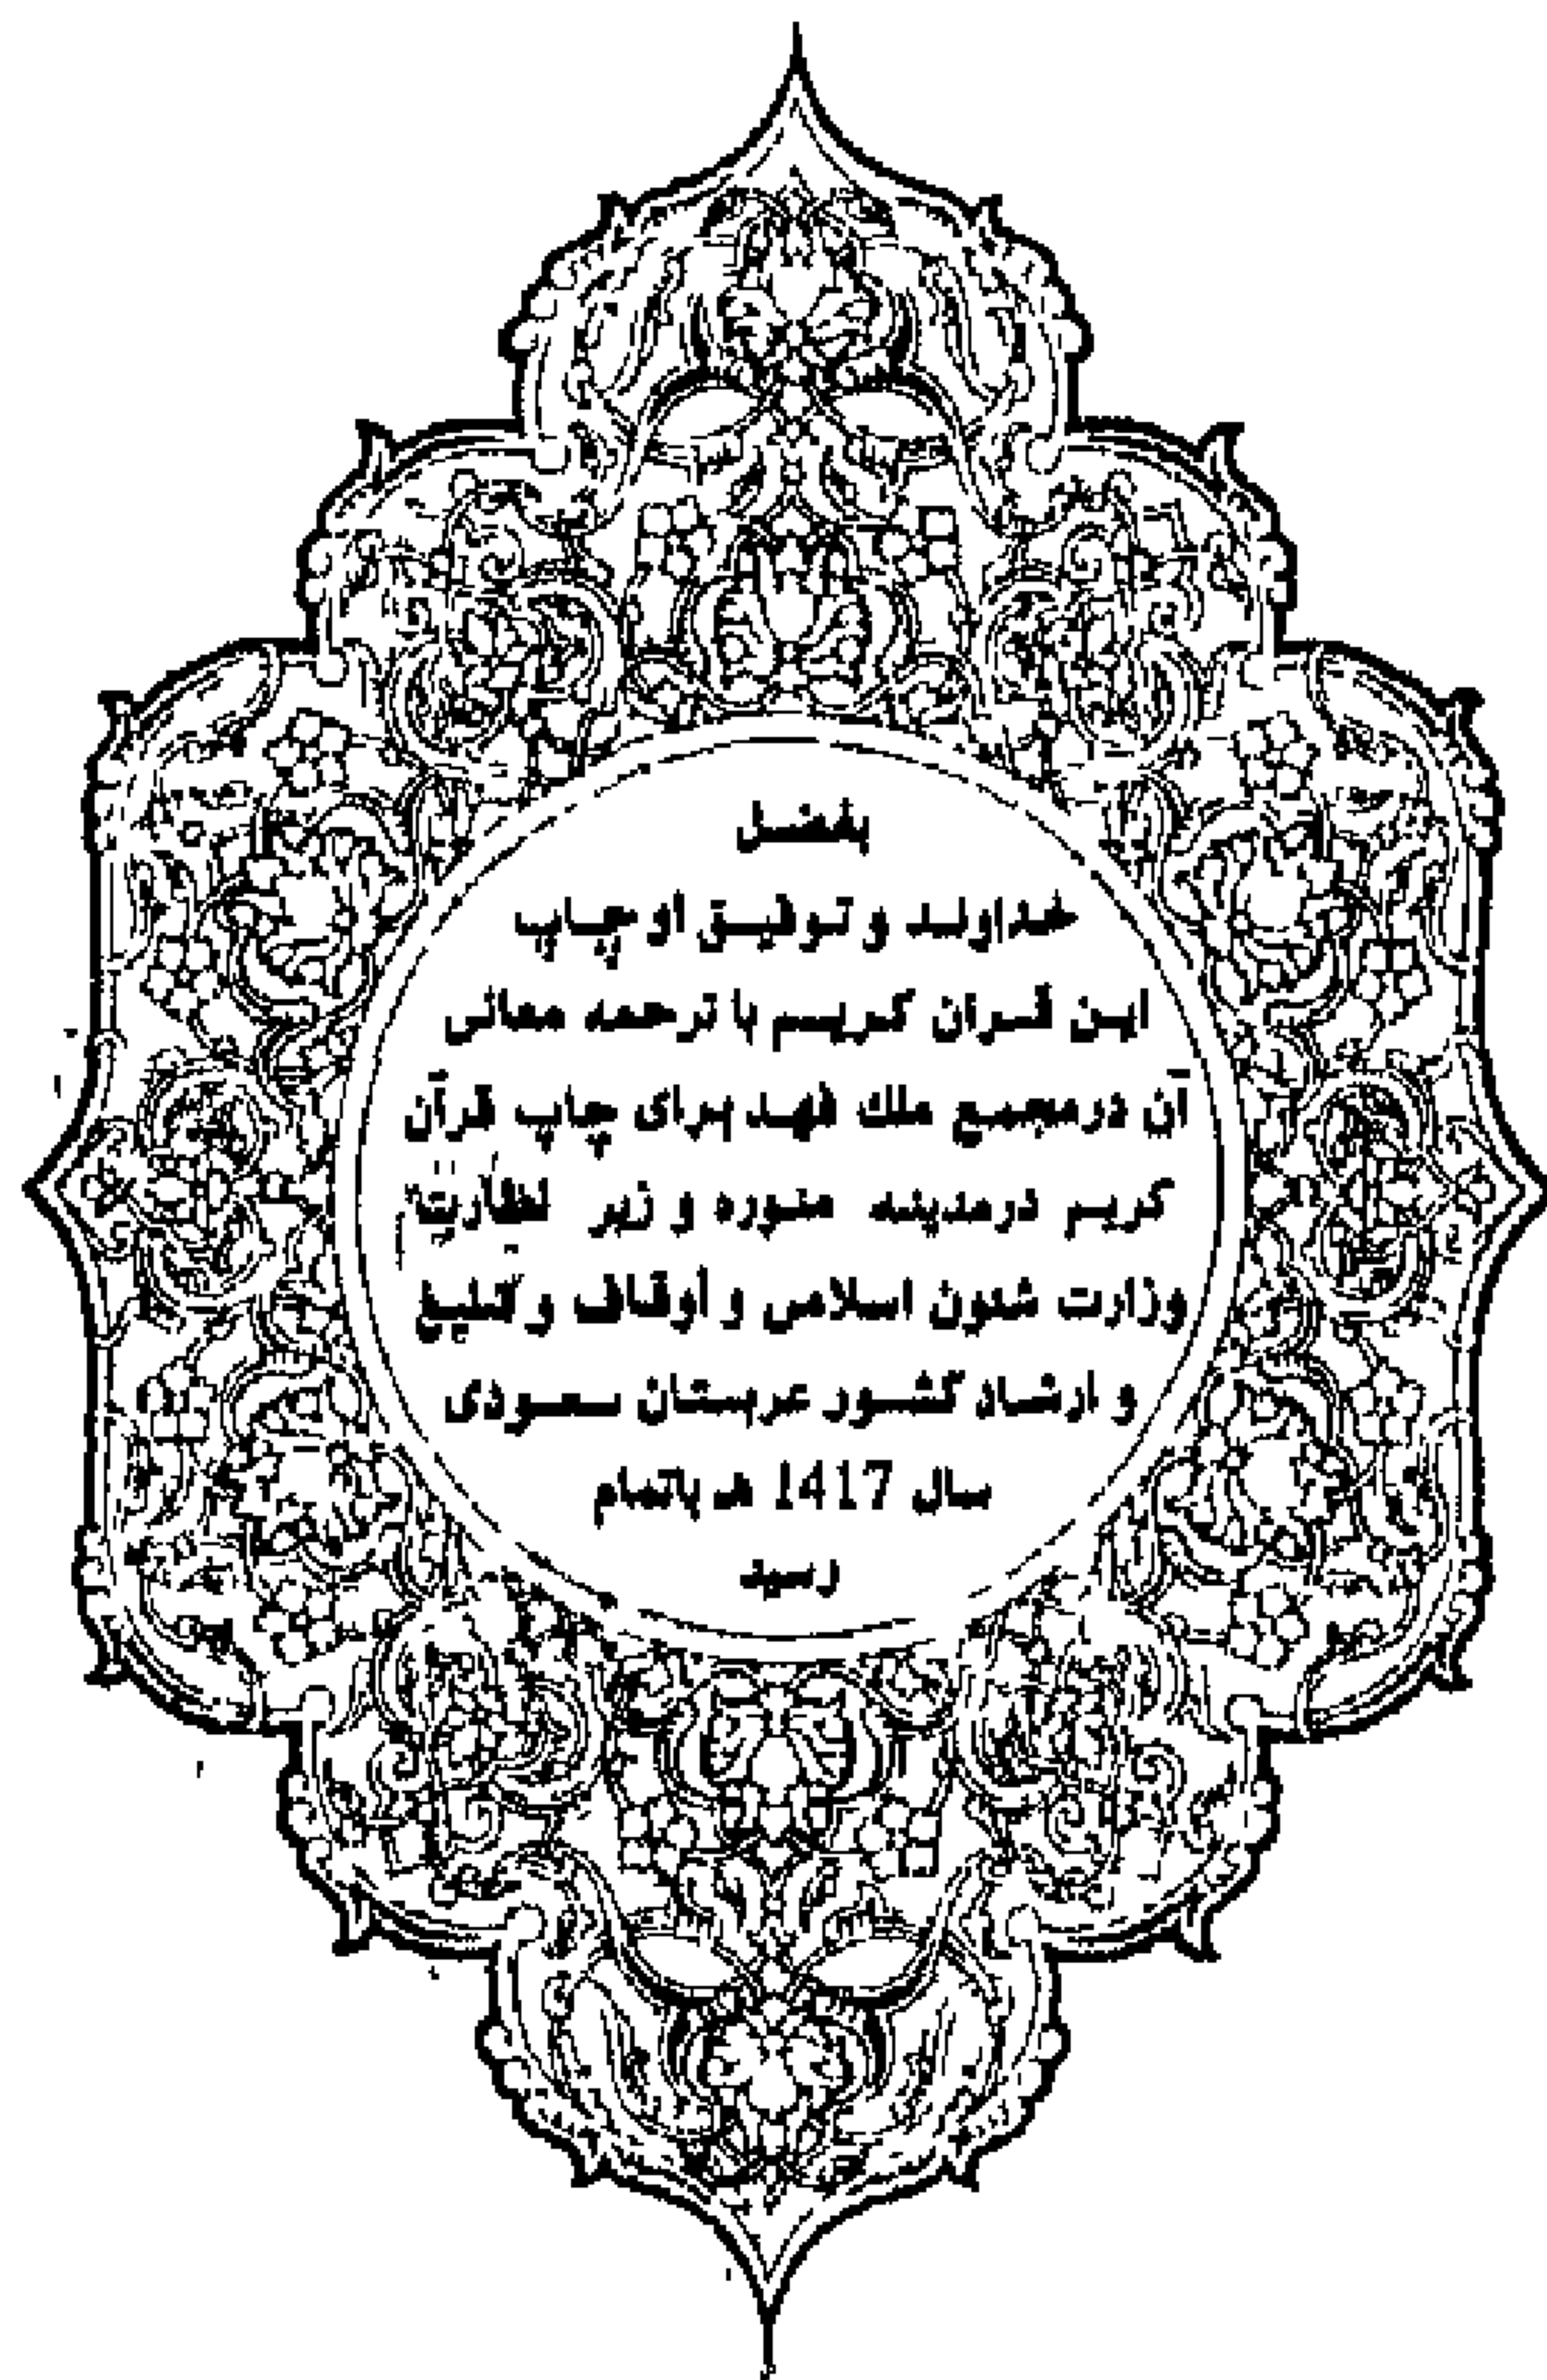 بفضل
خداوند و توفیق او چاپ
این قرآن کریم با ترجمه معانی
آن درمجمع ملك فهد برای چاپ قرآن
کریم درمدینه منوره و زیر نظارت
وزارت شئون اسلامی و أوقاف و تبلیغ
و ارشاد کشور عربستان سعودی
سال 1417 هـ باتمام
رسید